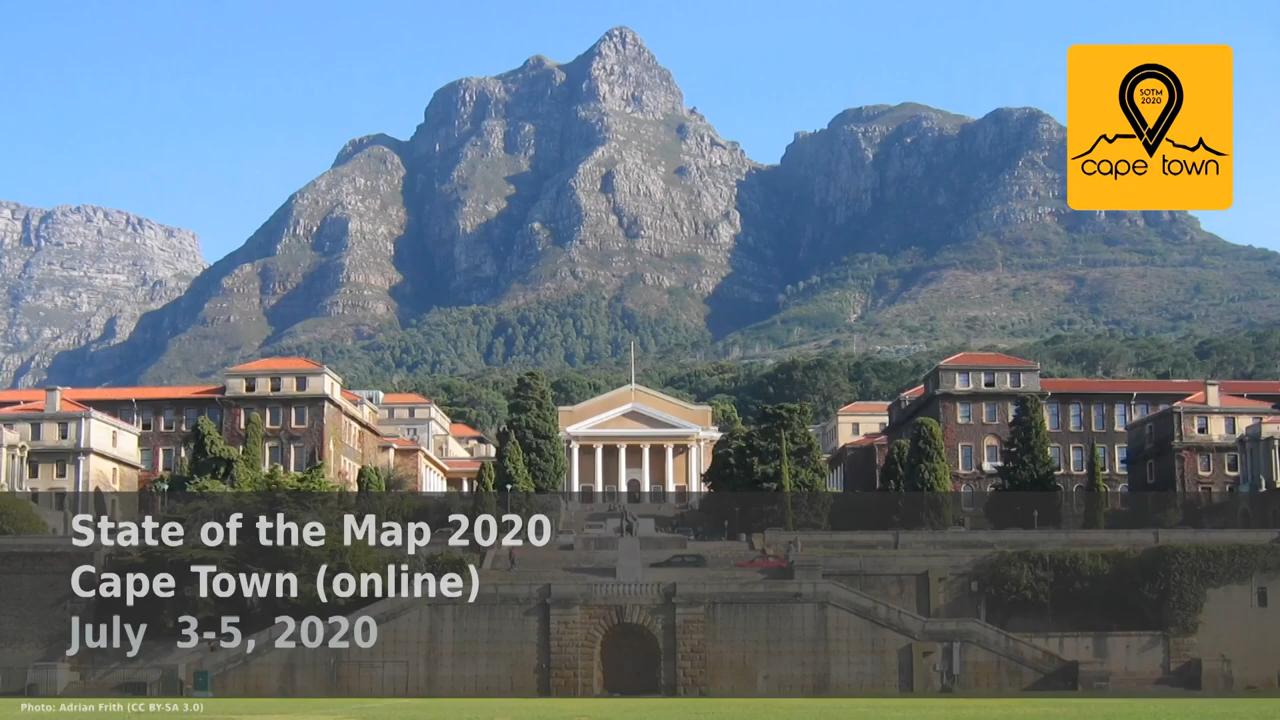 SOTM
2020
cape town
State of the Map 2020
Cape Town (online)
July 3-5, 2020
Photo: Adrian Frith (CC BY-SA 3.0)